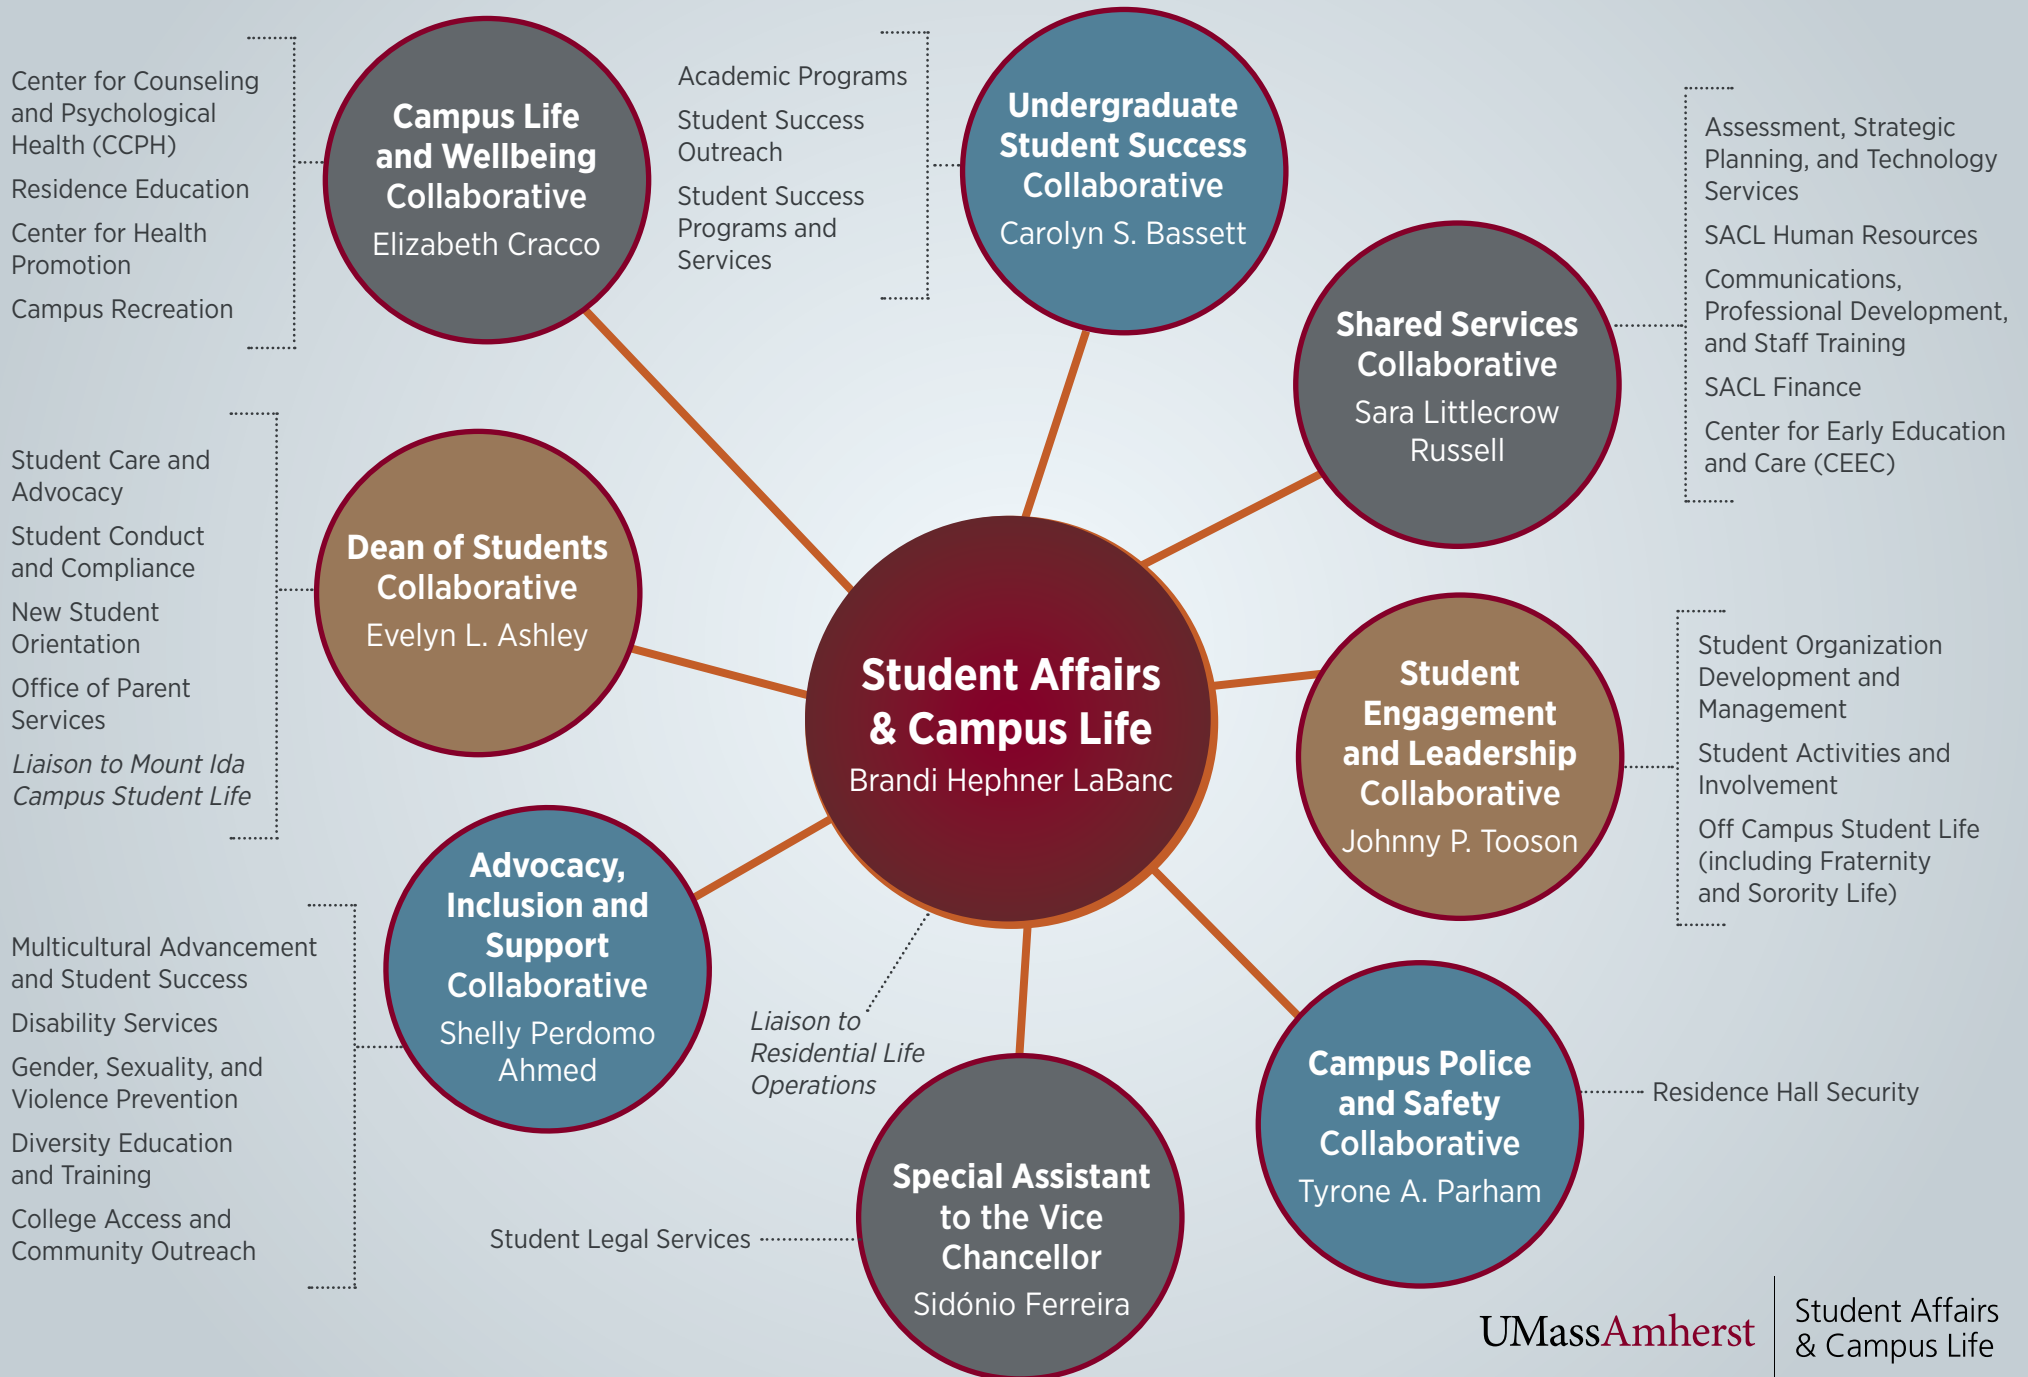 Center for Counseling
and Psychological
Health (CCPH)
Residence Education
Center for Health
Promotion
Campus Recreation
Campus Life
and Wellbeing
Collaborative
Elizabeth Cracco
Academic Programs
Student Success
Outreach
Student Success
Programs and
Services
Undergraduate
Student Success
Collaborative
Carolyn S. Bassett
Shared Services
Collaborative
Sara Littlecrow
Russell
Assessment, Strategic
Planning, and Technology
Services
SACL Human Resources
Communications,
Professional Development,
and Staff Training
SACL Finance
Center for Early Education
and Care (CEEC)
Student Care and
Advocacy
Student Conduct
and Compliance
New Student
Orientation
Office of Parent
Services
Liaison to Mount Ida
Campus Student Life
Dean of Students
Collaborative
Evelyn L. Ashley
Student Affairs
& Campus Life
Brandi Hephner LaBanc
Student
Engagement
and Leadership
Collaborative
Johnny P. Tooson
Student Organization
Development and
Management
Student Activities and
Involvement
Off Campus Student Life
(including Fraternity
and Sorority Life)
Multicultural Advancement
and Student Success
Disability Services
Gender, Sexuality, and
Violence Prevention
Diversity Education
and Training
College Access and
Community Outreach
Advocacy,
Inclusion and
Support
Collaborative
Shelly Perdomo
Ahmed
Liaison to
Residential Life
Operations
Student Legal Services
Special Assistant
to the Vice
Chancellor
Sidónio Ferreira
Campus Police
and Safety
Collaborative
Tyrone A. Parham
Residence Hall Security
UMassAmherst
Student Affairs
& Campus Life